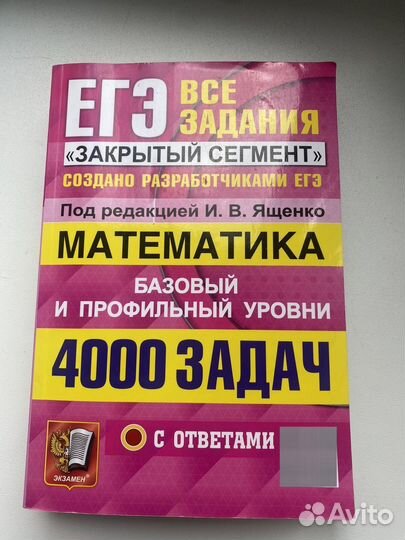 ЕГЭ ВСЕ
ЗАДАНИЯ
«ЗАКРЫТЫЙ СЕГМЕНТ»
СОЗДАНО РАЗРАБОТЧИКАМИ ЕГЭ
Под редакцией И. В. Ященко
МАТЕМАТИКА
БАЗОВЫЙ
И ПРОФИЛЬНЫЙ УРОВНИ
4000 ЗАДАЧ
С ОТВЕТАМИ
ЭКЗАМЕН
Avito